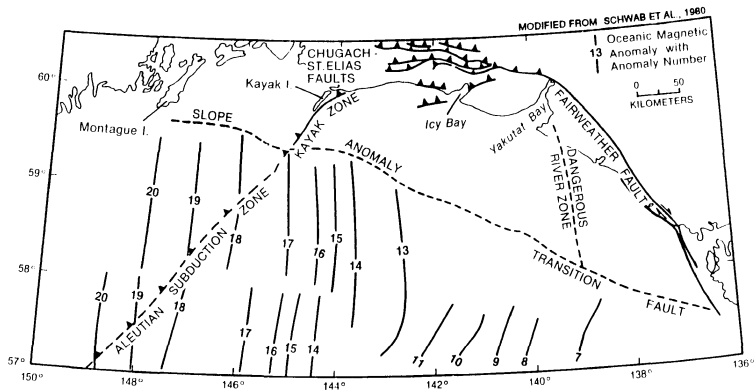 MODIFIED FROM SCHWAB ET AL., 1980
Oceanic Magnetic
13 Anomaly with
Anomaly Number
0 50
KILOMETERS
CHUGACH
ST. ELIAS
FAULTS
Kayak I.
Montague I.
KAYAK ZONE
Icy Bay
Yakutat Bay
FAIRWEATHER FAULT
DANGEROUS
RIVER ZONE
SLOPE ANOMALY
TRANSITION FAULT
ALEUTIAN SUBDUCTION ZONE
60°
59°
58°
57°
20 19 18 17 16 15 14 13
20 19 18 17 16 15 14 11 10 9 8 7
150° 148° 146° 144° 142° 140° 138° 136°